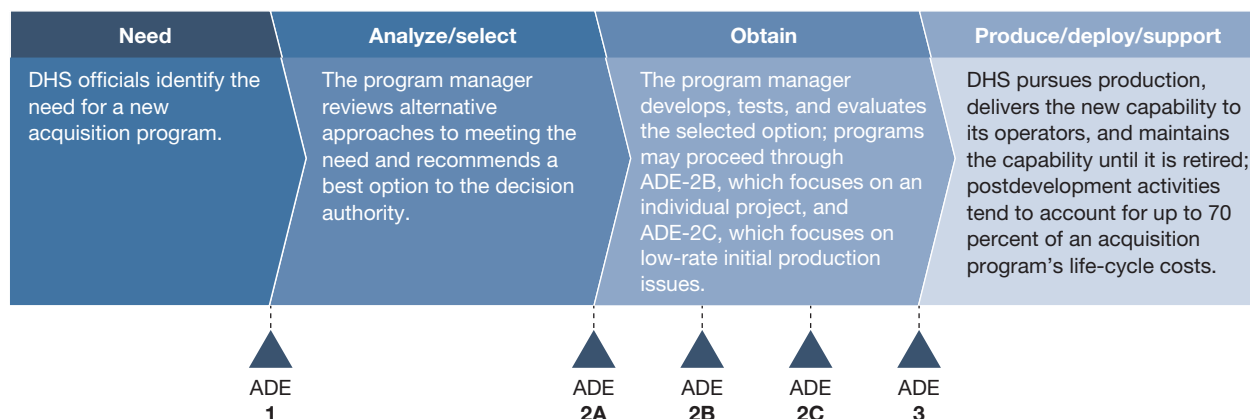 Need
DHS officials identify the
need for a new
acquisition program.
Analyze/select
The program manager
reviews alternative
approaches to meeting the
need and recommends a
best option to the decision
authority.
Obtain
The program manager
develops, tests, and evaluates
the selected option; programs
may proceed through
ADE-2B, which focuses on an
individual project, and
ADE-2C, which focuses on
low-rate initial production
issues.
Produce/deploy/support
DHS pursues production,
delivers the new capability to
its operators, and maintains
the capability until it is retired;
postdevelopment activities
tend to account for up to 70
percent of an acquisition
program's life-cycle costs.
ADE
1
ADE
2A
ADE
2B
ADE
2C
ADE
3